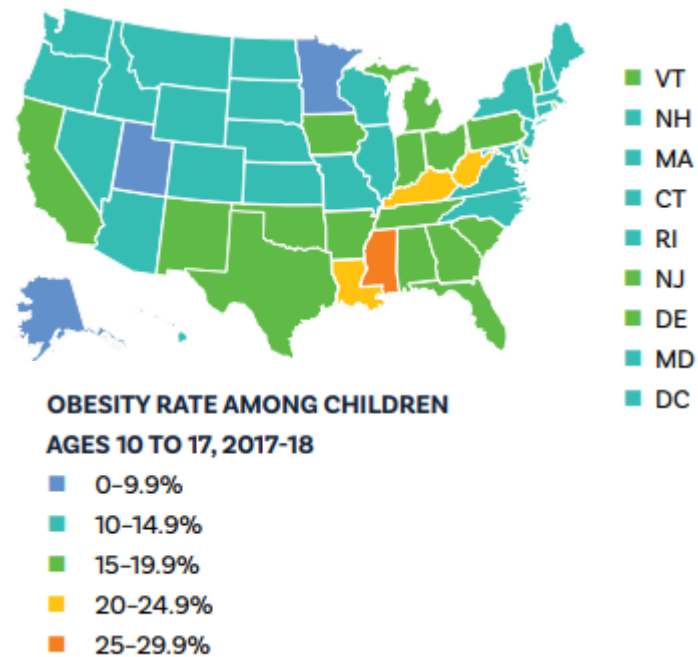 VT
NH
MA
CT
RI
NJ
DE
MD
DC
OBESITY RATE AMONG CHILDREN
AGES 10 TO 17, 2017-18
0–9.9%
10–14.9%
15–19.9%
20–24.9%
25–29.9%